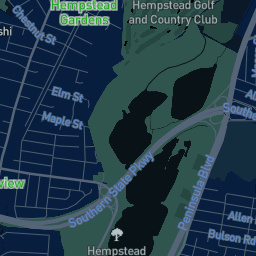 Hempstead
Gardens
Hempstead Golf
and Country Club
Chestnut St
shi
Elm St
Maple St
Southern State Pkwy
Peninsula Blvd
view
Allen
Bulson Rd
Hempstead